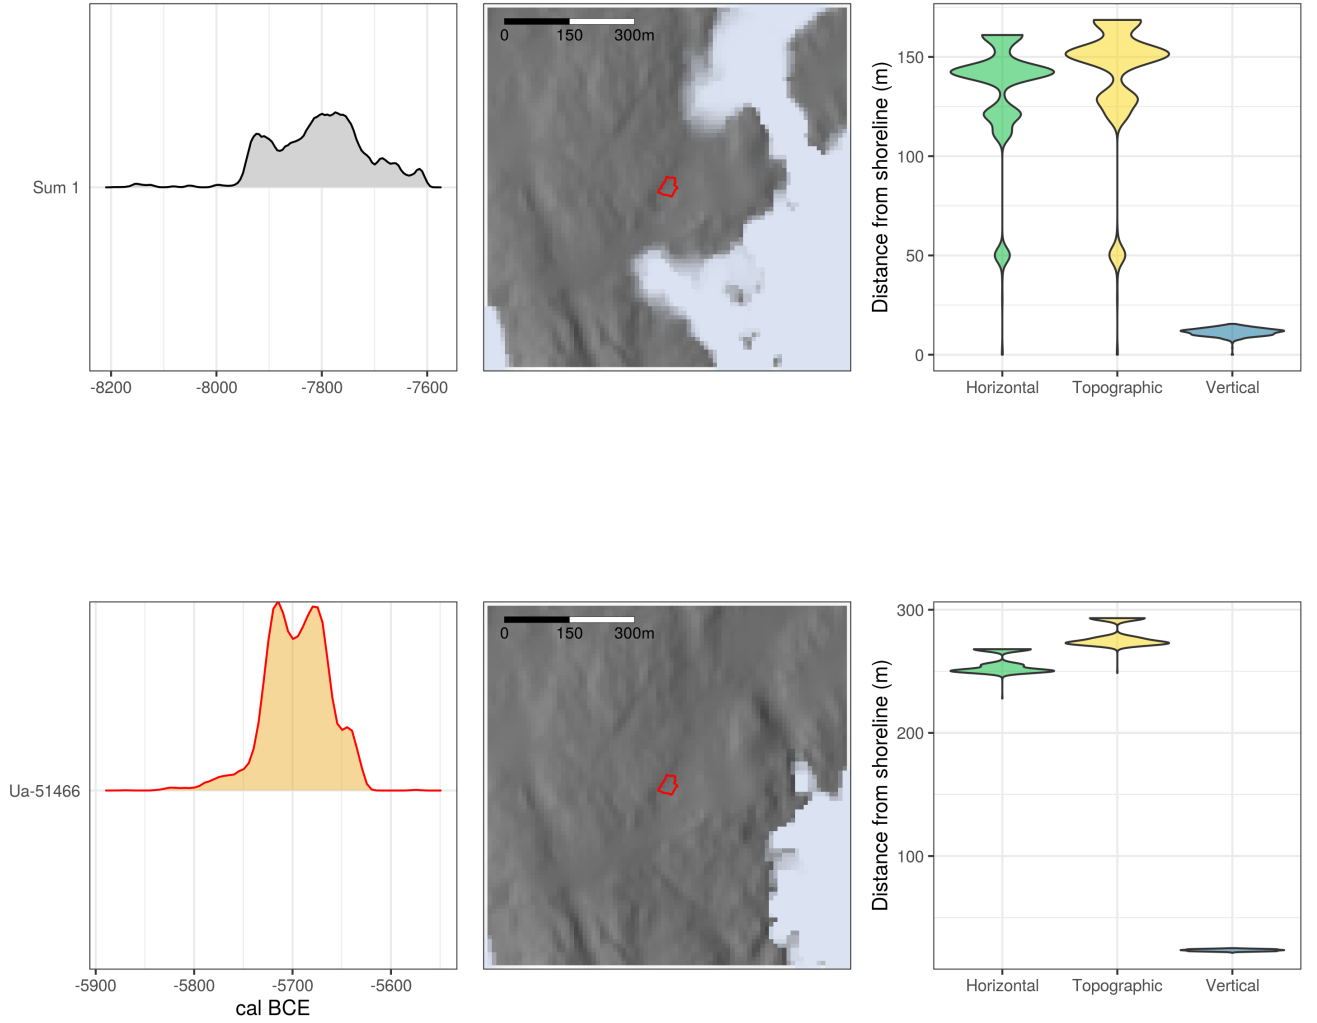 Sum 1
-8200 -8000 -7800 -7600
0 150 300m
Distance from shoreline (m)
150
100
50
0
Horizontal Topographic Vertical
Ua-51466
-5900 -5800 -5700 -5600
cal BCE
0 150 300m
Distance from shoreline (m)
300
200
100
Horizontal Topographic Vertical